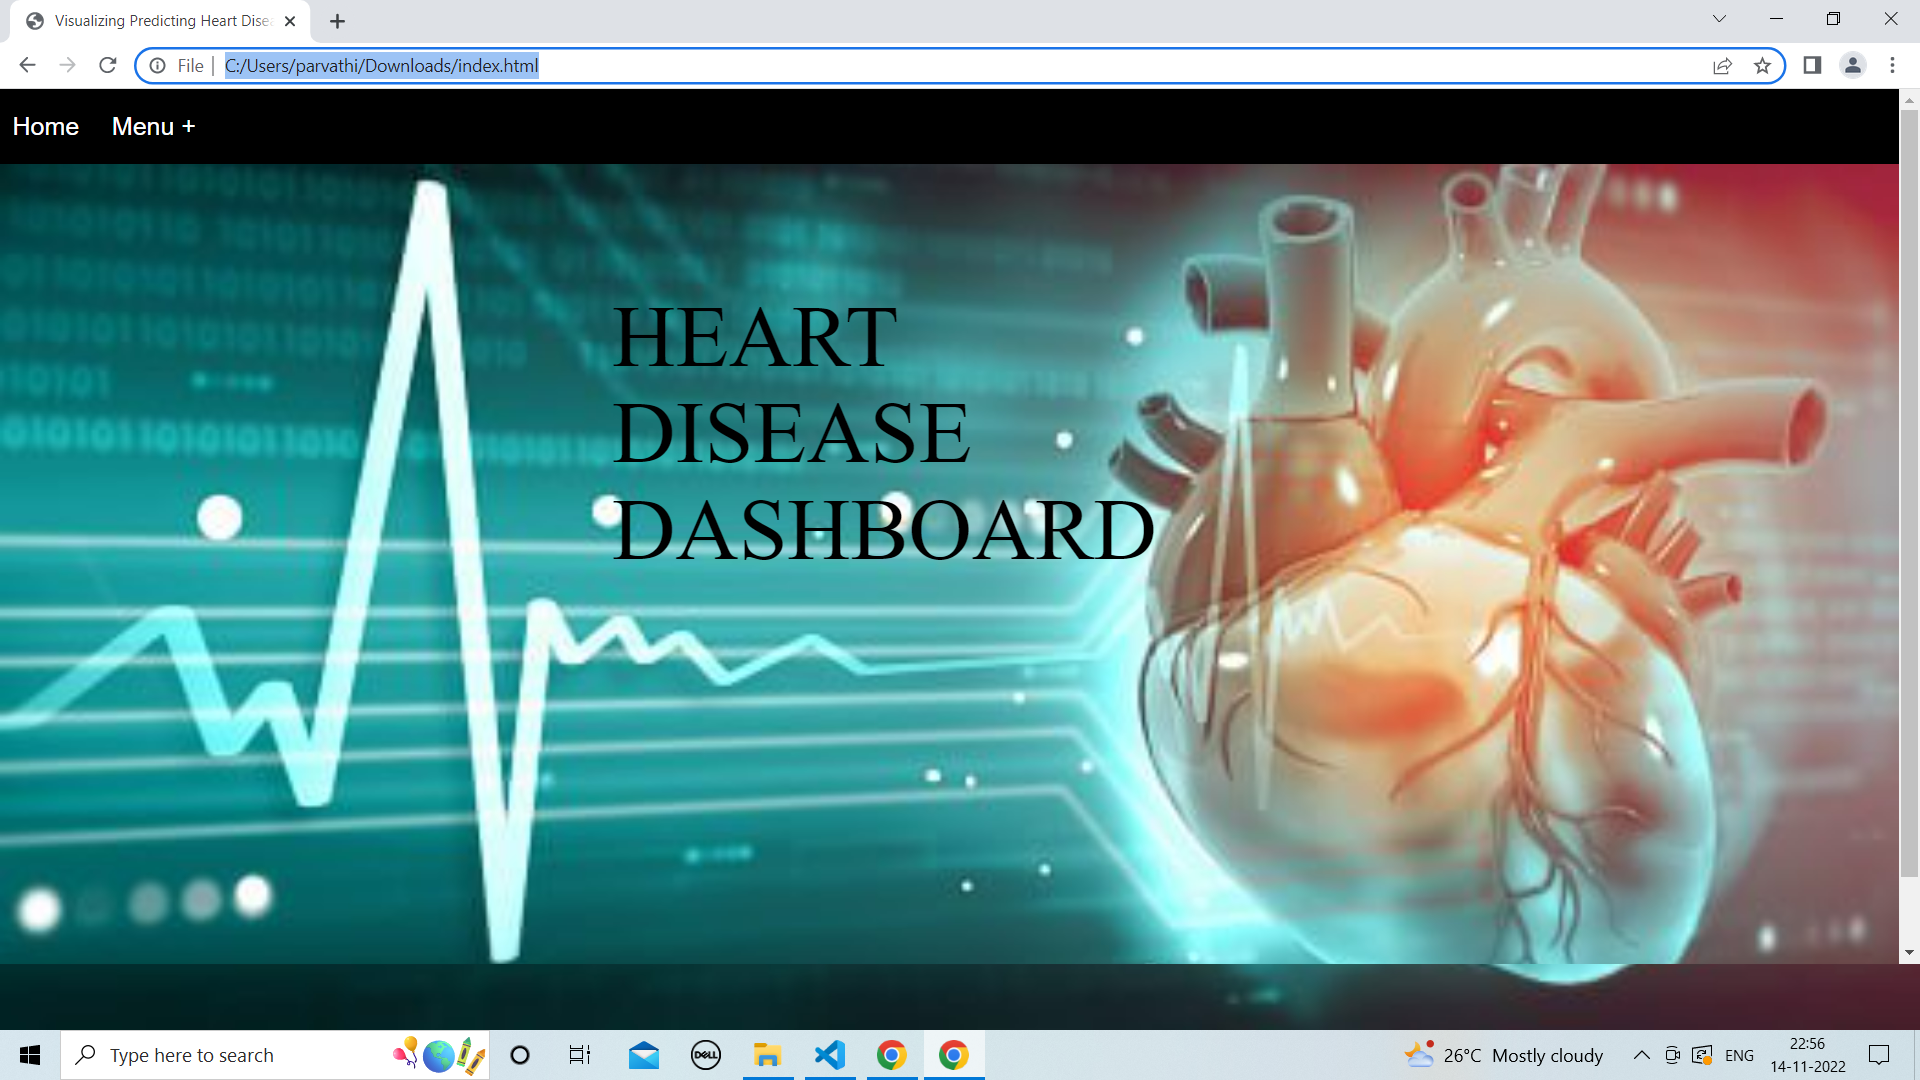 Visualizing Predicting Heart Dise
File
C:/Users/parvathi/Downloads/index.html
Home Menu +
HEART
DISEASE
DASHBOARD
Type here to search
DELL
26°C Mostly cloudy
ENG
22:56
14-11-2022